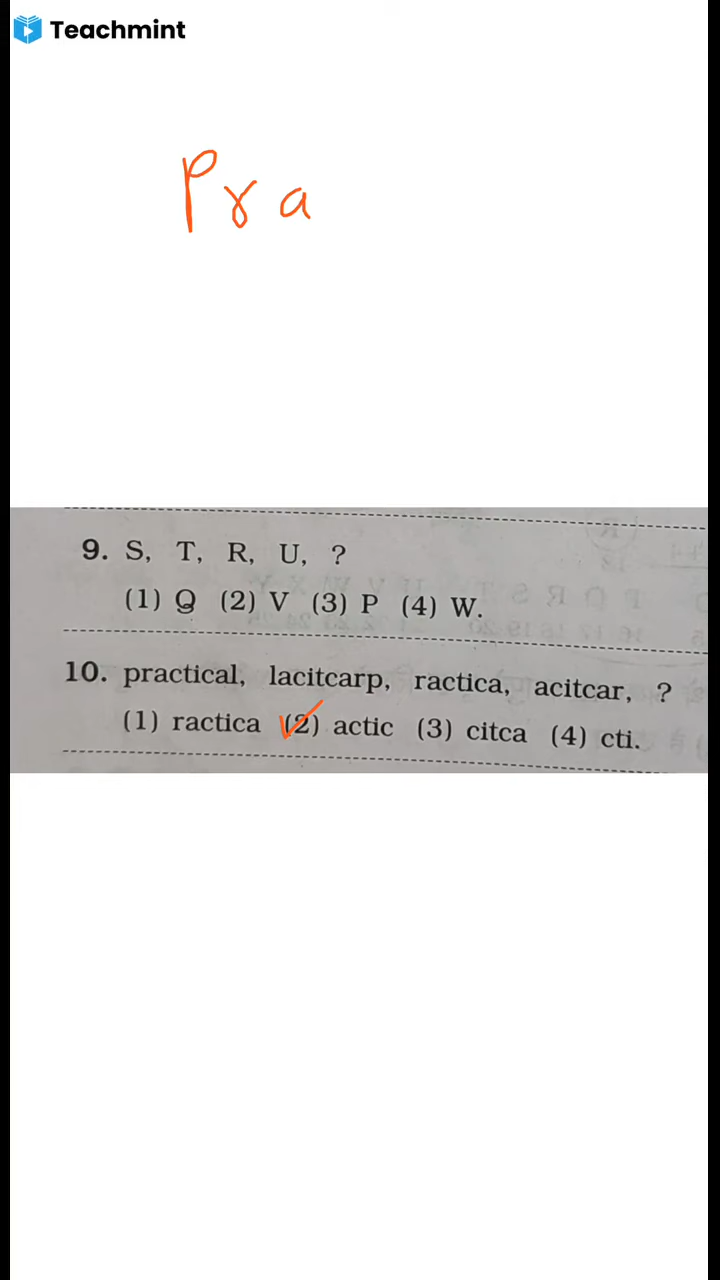 Teachmint
Pra
9. S, T, R, U, ?
(1) Q (2) V (3) P (4) W.
10. practical, lacitcarp, ractica, acitcar, ?
(1) ractica (2) actic (3) citca (4) cti.